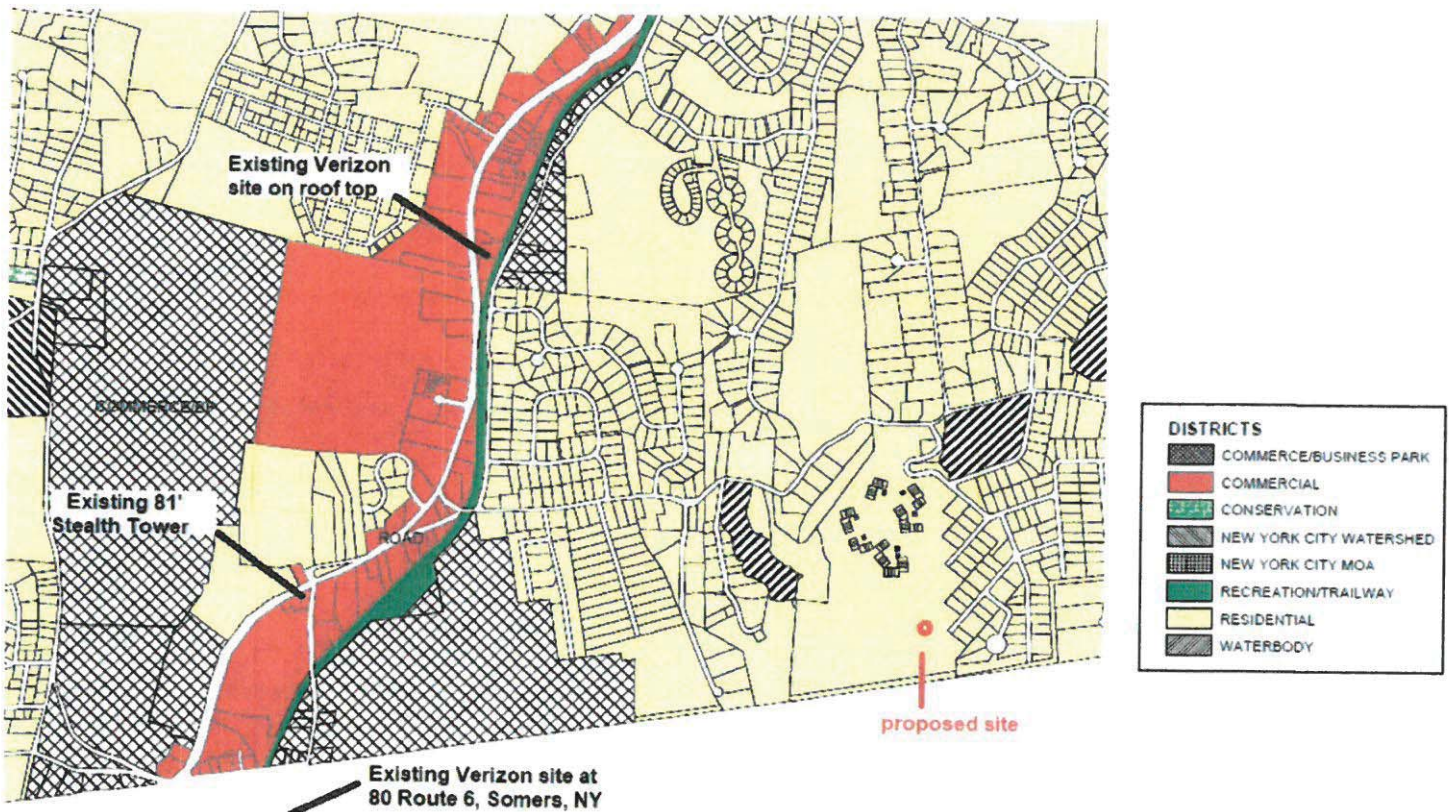 Existing Verizon
site on roof top
Existing 81'
Stealth Tower
ROAD
proposed site
Existing Verizon site at
80 Route 6, Somers, NY
DISTRICTS
COMMERCE/BUSINESS PARK
COMMERCIAL
CONSERVATION
NEW YORK CITY WATERSHED
NEW YORK CITY MOA
RECREATION/TRAILWAY
RESIDENTIAL
WATERBODY